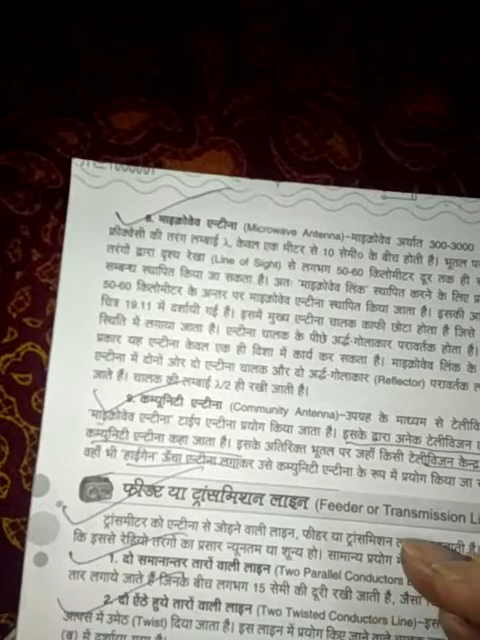 8. माइक्रोवेव एन्टीना (Microwave Antenna)–माइक्रोवेव अर्थात 300-3000
फ्रीक्वेंसी की तरंग लम्बाई λ, केवल एक मीटर से 10 सेमी० के बीच होती है। भूतल
तरंगों द्वारा दृश्य रेखा (Line of Sight) से लगभग 50-60 किलोमीटर दूर तक ही
सम्बन्ध स्थापित किया जा सकता है। अतः 'माइक्रोवेव लिंक' स्थापित करने के लिए
50-60 किलोमीटर के अन्तर पर माइक्रोवेव एन्टीना स्थापित किया जाता है। इसकी
चित्र 19.11 में दर्शायी गई है। इसमें मुख्य एन्टीना चालक काफी छोटा होता है जिसे
स्थिति में लगाया जाता है। एन्टीना चालक के पीछे अर्द्ध-गोलाकार परावर्तक होता है।
प्रकार यह एन्टीना केवल एक ही दिशा में कार्य कर सकता है। माइक्रोवेव लिंक के
एन्टीना में दोनों ओर दो एन्टीना चालक और दो अर्द्ध-गोलाकार (Reflector) परावर्तक
जाते हैं। चालक की लम्बाई λ/2 ही रखी जाती है।
9. कम्यूनिटी एन्टीना (Community Antenna)–उपग्रह के माध्यम से
'माइक्रोवेव एन्टीना' टाईप एन्टीना प्रयोग किया जाता है। इसके द्वारा अनेक टेलीविजन
कम्यूनिटी एन्टीना कहा जाता है। इसके अतिरिक्त भूतल पर जहाँ किसी टेलीविजन केन्द्र
वहाँ भी 'हाईगेन' ऊँचा एन्टीना लगाकर उसे कम्यूनिटी एन्टीना के रूप में प्रयोग किया जा
फीडर या ट्रांसमिशन लाइन (Feeder or Transmission
ट्रांसमीटर को एन्टीना से जोड़ने वाली लाइन, फीडर या ट्रांसमिशन
कि इससे रेडियो तरंगों का प्रसार न्यूनतम या शून्य हो। सामान्य प्रयोग
1. दो समानान्तर तारों वाली लाइन (Two Parallel Conductors
तार लगाये जाते हैं जिनके बीच लगभग 15 सेमी की दूरी रखी जाती है, जैसा
2. दो ऐंठे हुये तारों वाली लाइन (Two Twisted Conductors Line)–इस
आपस में उमेठ (Twist) दिया जाता है। इस लाइन में प्रयोग किए जाने वाले
(ब) में दर्शाया गया है।